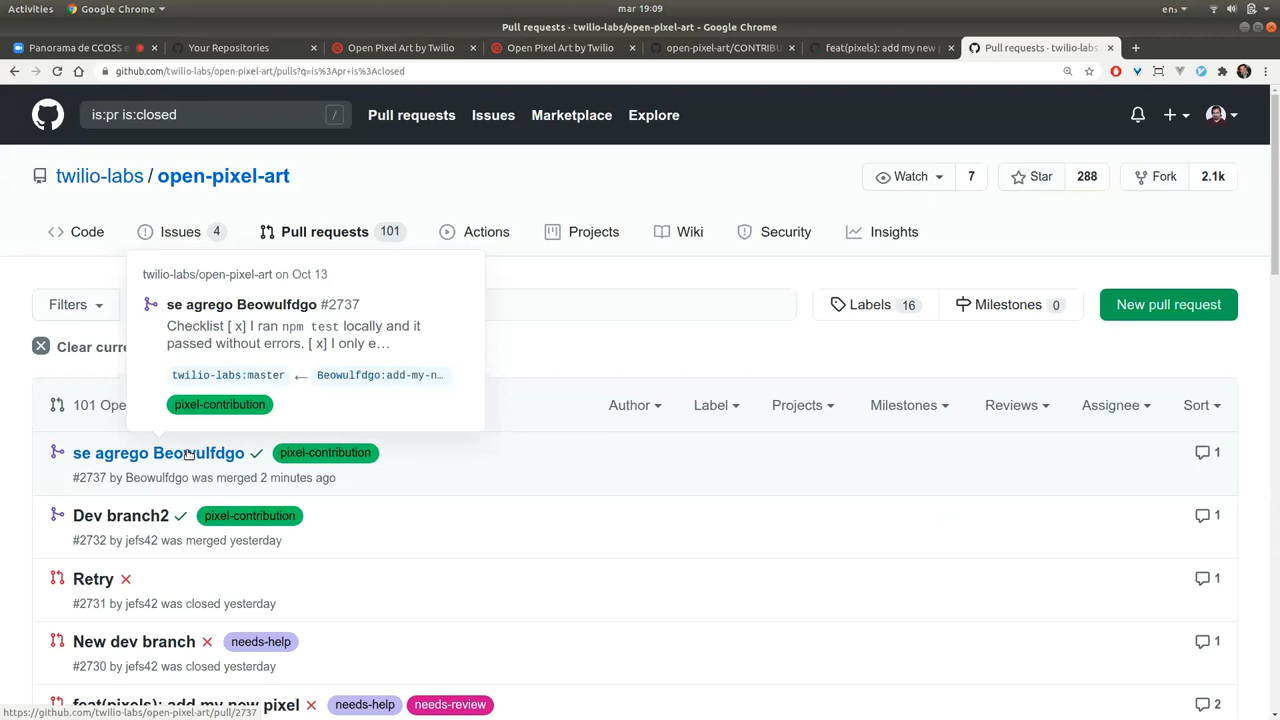 Activities Google Chrome mar 19:09 en₁
Pull requests · twilio-labs/open-pixel-art - Google Chrome
Panorama de CCOSS e Your Repositories Open Pixel Art by Twilio Open Pixel Art by Twilio open-pixel-art/CONTRIBU feat(pixels): add my new p Pull requests · twilio-labs
github.com/twilio-labs/open-pixel-art/pulls?q=is%3Apr+is%3Aclosed
is:pr is:closed / Pull requests Issues Marketplace Explore
twilio-labs / open-pixel-art Watch 7 Star 288 Fork 2.1k
Code Issues 4 Pull requests 101 Actions Projects Wiki Security Insights
twilio-labs/open-pixel-art on Oct 13
Filters Labels 16 Milestones 0 New pull request
se agrego Beowulfdgo #2737
Checklist [ x] I ran npm test locally and it
passed without errors. [ x] I only e…
Clear curre
twilio-labs:master ← Beowulfdgo:add-my-n…
pixel-contribution
101 Ope Author Label Projects Milestones Reviews Assignee Sort
se agrego Beowulfdgo pixel-contribution 1
#2737 by Beowulfdgo was merged 2 minutes ago
Dev branch2 pixel-contribution 1
#2732 by jefs42 was merged yesterday
Retry 1
#2731 by jefs42 was closed yesterday
New dev branch needs-help 1
#2730 by jefs42 was closed yesterday
feat(pixels): add my new pixel needs-help needs-review 2
https://github.com/twilio-labs/open-pixel-art/pull/2737